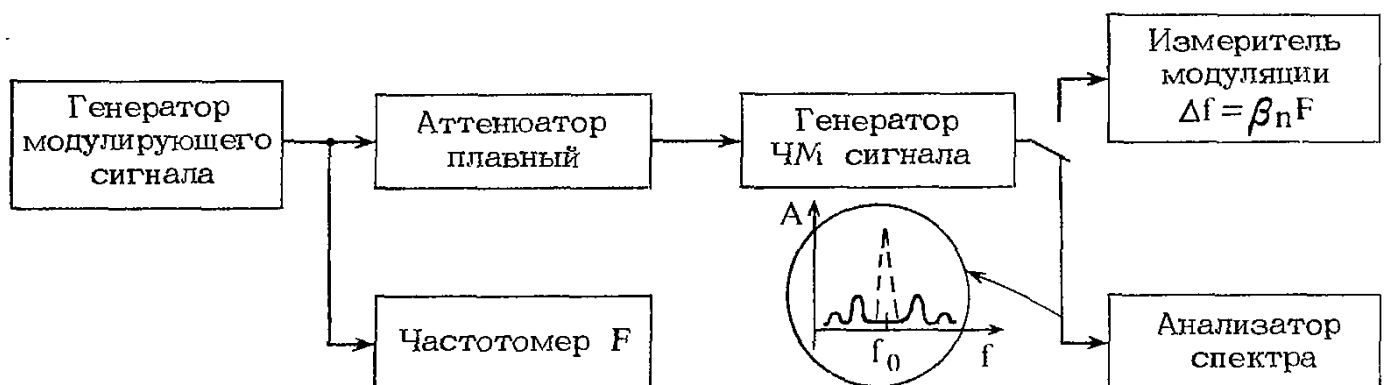 Генератор
модулирующего
сигнала
Аттенюатор
плавный
Генератор
ЧМ сигнала
Измеритель
модуляции
Δf = βnF
Частотомер F
A
f0
f
Анализатор
спектра